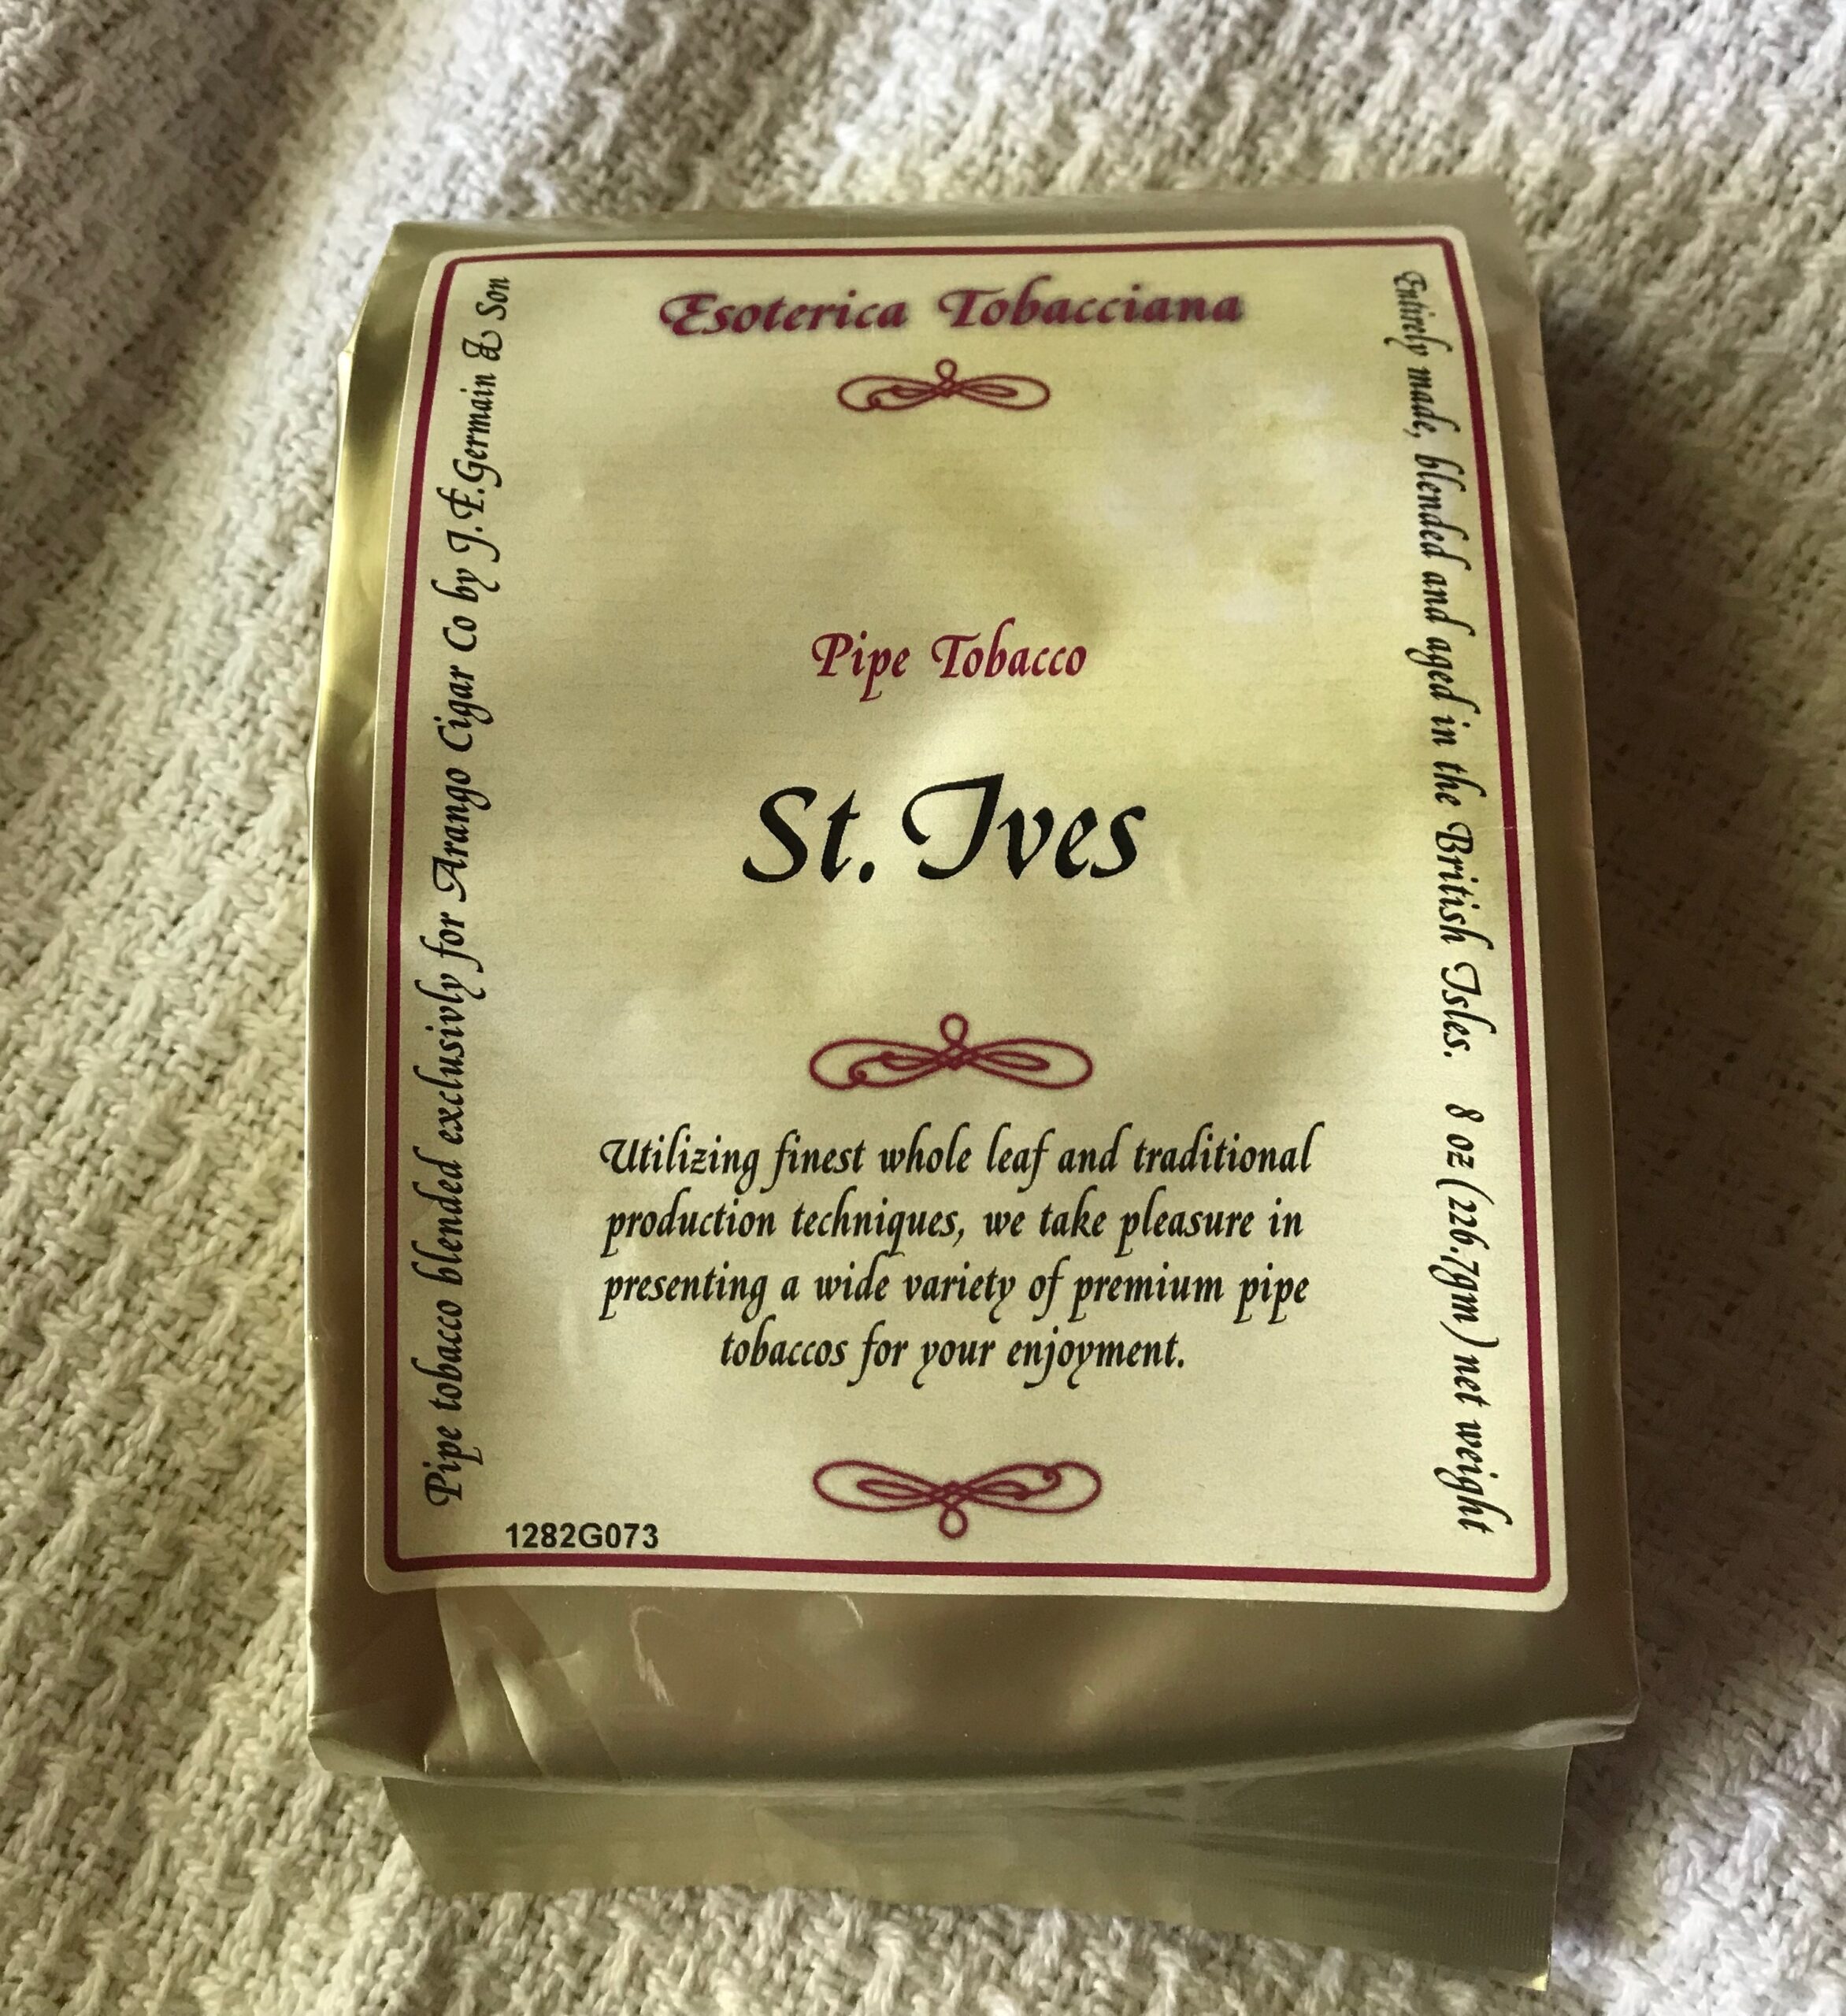 Esoterica Tobacciana
Pipe Tobacco
St. Ives
Utilizing finest whole leaf and traditional
production techniques, we take pleasure in
presenting a wide variety of premium pipe
tobaccos for your enjoyment.
1282G073
Pipe tobacco blended exclusivly for Arango Cigar Co by J.E.Germain & Son
Entirely made, blended and aged in the British Isles. 8 oz (226.7gm) net weight